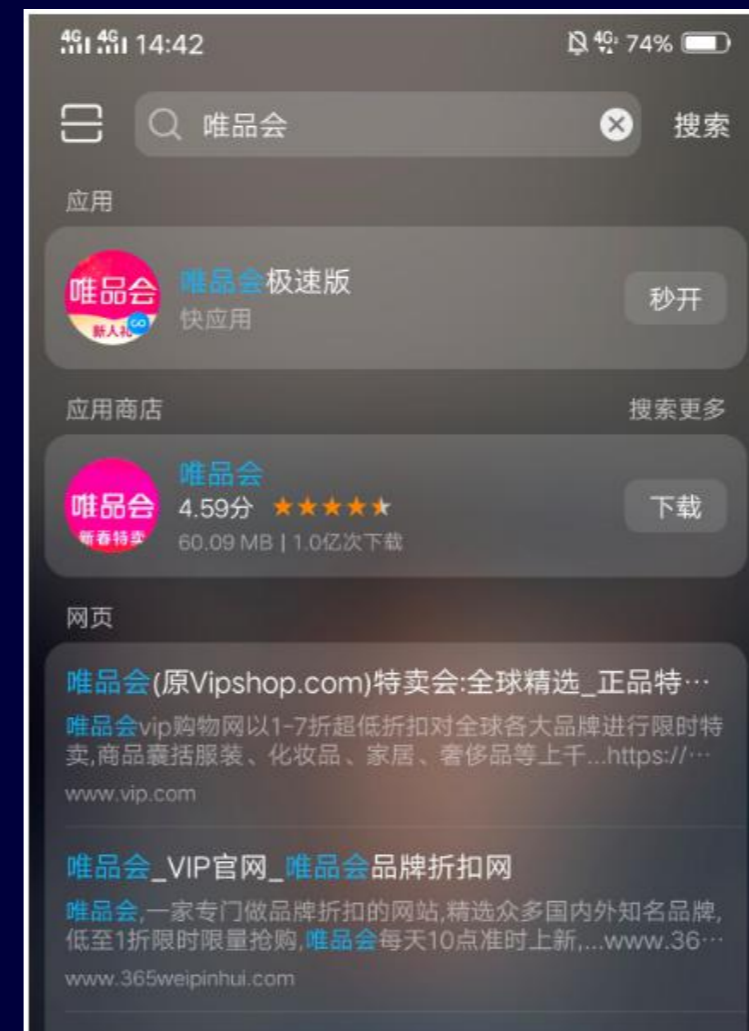 4G 4G 14:42 4G 74%
唯品会 搜索
应用
唯品会
新人礼
唯品会极速版
快应用
秒开
应用商店 搜索更多
唯品会
新春特卖
唯品会
4.59分
60.09 MB | 1.0亿次下载
下载
网页
唯品会(原Vipshop.com)特卖会:全球精选_正品特…
唯品会vip购物网以1-7折超低折扣对全球各大品牌进行限时特
卖,商品囊括服装、化妆品、家居、奢侈品等上千...https://…
www.vip.com
唯品会_VIP官网_唯品会品牌折扣网
唯品会,一家专门做品牌折扣的网站,精选众多国内外知名品牌,
低至1折限时限量抢购,唯品会每天10点准时上新,...www.36…
www.365weipinhui.com